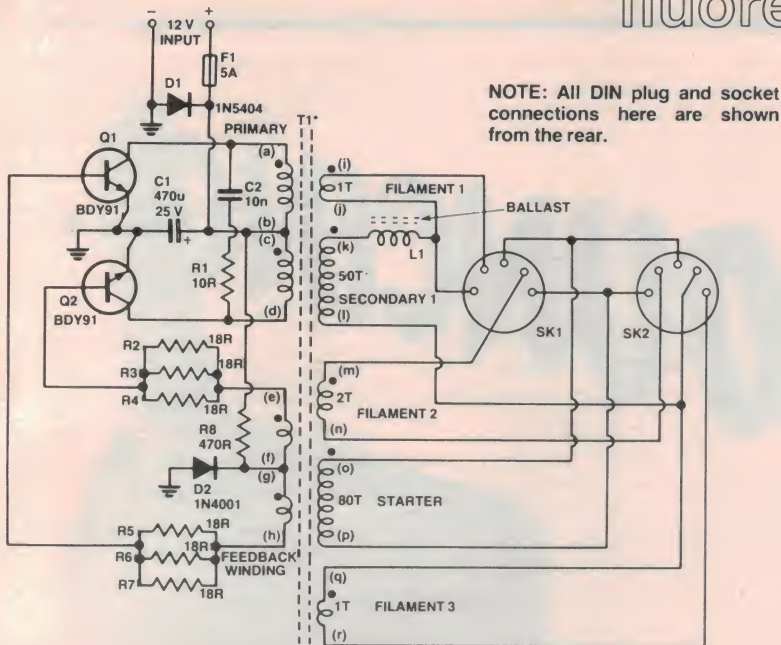 fluore
− +
12 V
INPUT
F1
5A
D1
1N5404
NOTE: All DIN plug and socket
connections here are shown
from the rear.
T1*
PRIMARY
Q1
(a)
(i)
1T
FILAMENT 1
(j)
C1
470u
25 V
+
C2
10n
BDY91
(b)
(c)
BALLAST
(k)
L1
R1
10R
50T
SECONDARY 1
Q2
BDY91
(d)
(l)
SK1
SK2
R2
18R
R3
18R
R4
18R
(m)
2T
FILAMENT 2
(n)
(e)
R8
470R
(f)
(g)
D2
1N4001
(o)
80T
STARTER
(p)
R5
18R
R6
18R
R7
18R
(h)
FEEDBACK
WINDING
(q)
1T
FILAMENT 3
(r)